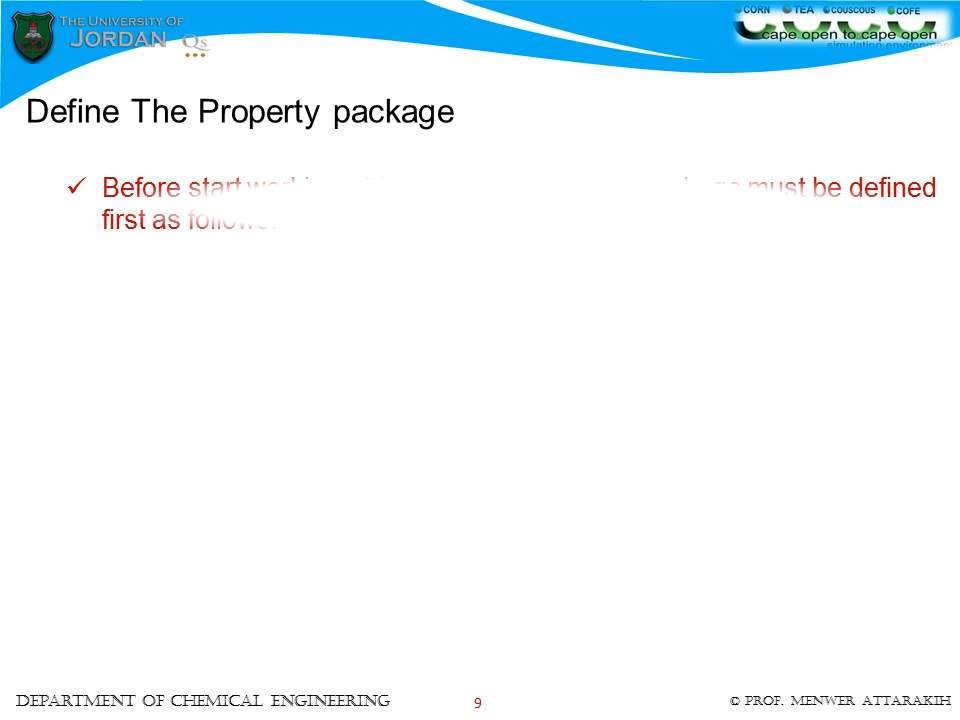 The University Of
Jordan
QS
CORN TEA COUSCOUS COFE
cape open to cape open
simulation environment
Define The Property package
Before start must be defined
first as
Department of Chemical Engineering
9
© Prof. Menwer Attarakih